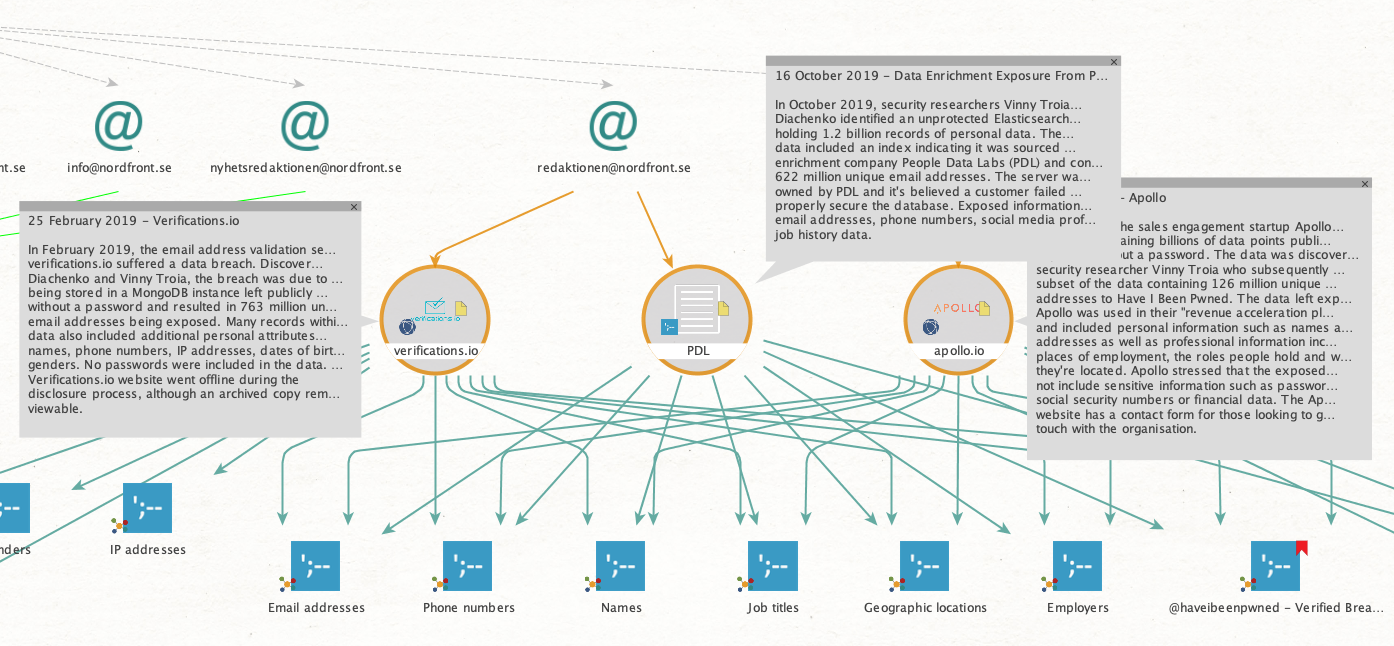 16 October 2019 – Data Enrichment Exposure From P...
In October 2019, security researchers Vinny Troia...
Diachenko identified an unprotected Elasticsearch...
holding 1.2 billion records of personal data. The...
data included an index indicating it was sourced ...
enrichment company People Data Labs (PDL) and con...
622 million unique email addresses. The server wa...
owned by PDL and it's believed a customer failed ...
properly secure the database. Exposed information...
email addresses, phone numbers, social media prof...
job history data.
nt.se
info@nordfront.se
nyhetsredaktionen@nordfront.se
redaktionen@nordfront.se
25 February 2019 – Verifications.io
In February 2019, the email address validation se...
verifications.io suffered a data breach. Discover...
Diachenko and Vinny Troia, the breach was due to ...
being stored in a MongoDB instance left publicly ...
without a password and resulted in 763 million un...
email addresses being exposed. Many records withi...
data also included additional personal attributes...
names, phone numbers, IP addresses, dates of birt...
genders. No passwords were included in the data. ...
Verifications.io website went offline during the
disclosure process, although an archived copy rem...
viewable.
– Apollo
he sales engagement startup Apollo...
aining billions of data points publi...
out a password. The data was discover...
security researcher Vinny Troia who subsequently ...
subset of the data containing 126 million unique ...
addresses to Have I Been Pwned. The data left exp...
Apollo was used in their "revenue acceleration pl...
and included personal information such as names a...
addresses as well as professional information inc...
places of employment, the roles people hold and w...
they're located. Apollo stressed that the exposed...
not include sensitive information such as passwor...
social security numbers or financial data. The Ap...
website has a contact form for those looking to g...
touch with the organisation.
verifications.io
verifications.io
PDL
APOLLO
apollo.io
';--
';--
nders
IP addresses
';--
';--
';--
';--
';--
';--
';--
Email addresses
Phone numbers
Names
Job titles
Geographic locations
Employers
@haveibeenpwned – Verified Brea...